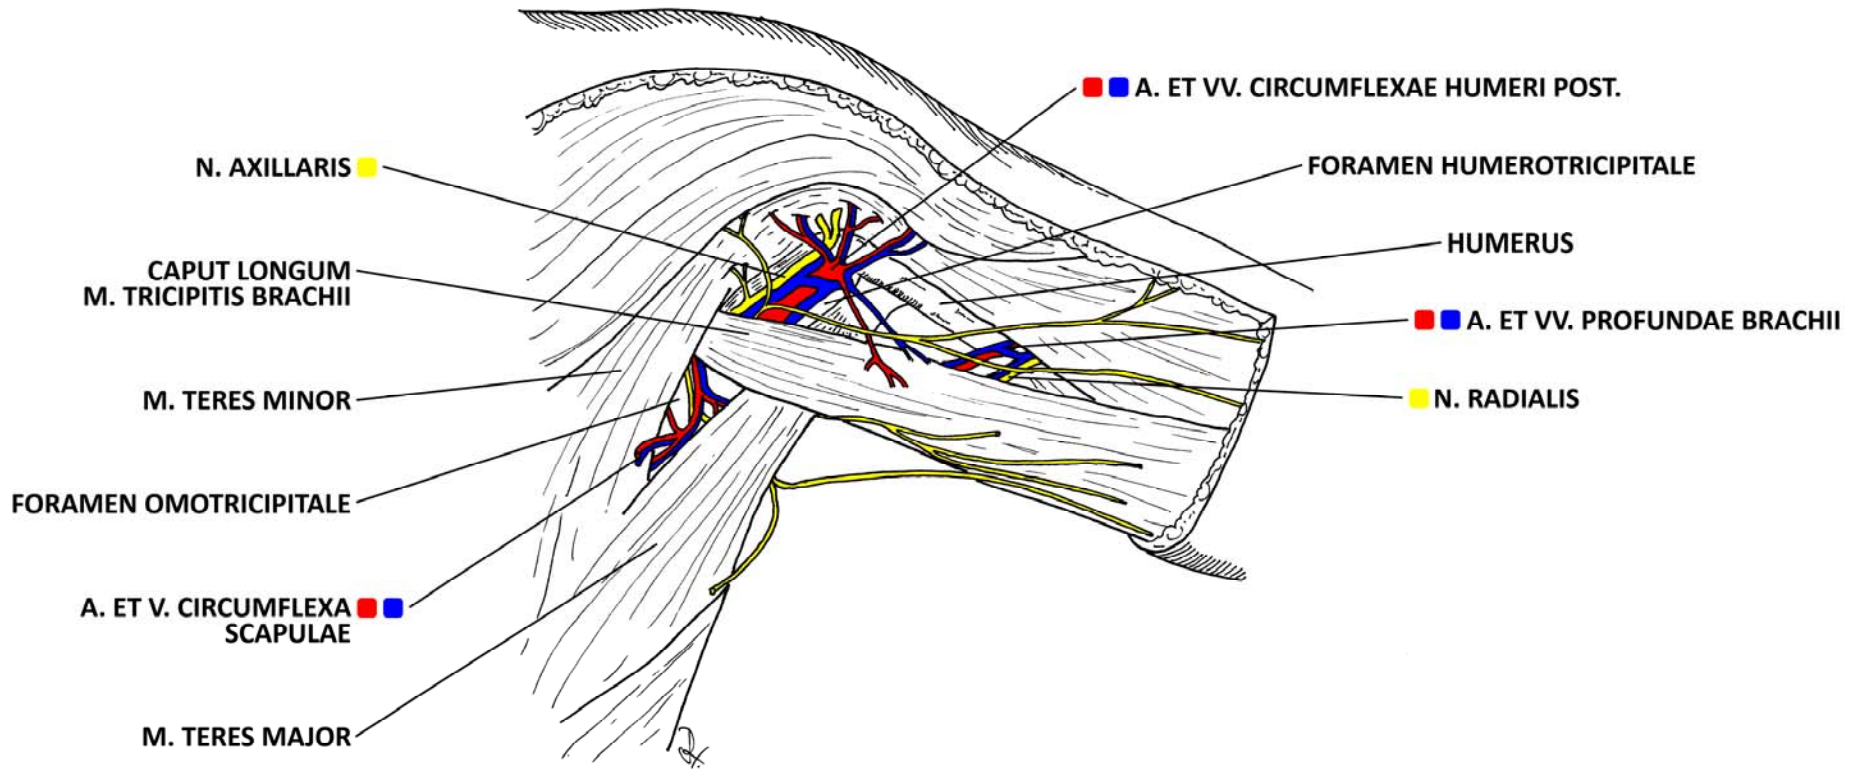 N. AXILLARIS
CAPUT LONGUM
M. TRICIPITIS BRACHII
M. TERES MINOR
FORAMEN OMOTRICIPITALE
A. ET V. CIRCUMFLEXA
SCAPULAE
M. TERES MAJOR
A. ET VV. CIRCUMFLEXAE HUMERI POST.
FORAMEN HUMEROTRICIPITALE
HUMERUS
A. ET VV. PROFUNDAE BRACHII
N. RADIALIS